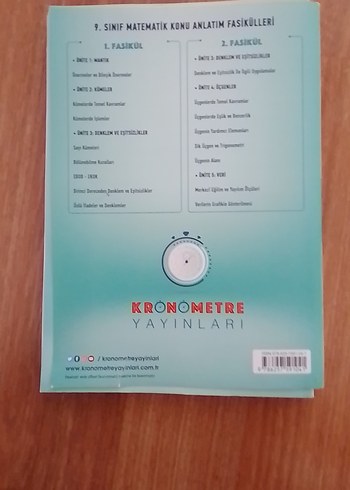 9. SINIF MATEMATİK KONU ANLATIM FASİKÜLLERİ
1. FASİKÜL
• ÜNİTE 1: MANTIK
Önermeler ve Bileşik Önermeler
• ÜNİTE 2: KÜMELER
Kümelerde Temel Kavramlar
Kümelerde İşlemler
• ÜNİTE 3: DENKLEM VE EŞİTSİZLİKLER
Sayı Kümeleri
Bölünebilme Kuralları
EBOB - EKOK
Birinci Dereceden Denklem ve Eşitsizlikler
Üslü İfadeler ve Denklemler
2. FASİKÜL
• ÜNİTE 3: DENKLEM VE EŞİTSİZLİKLER
Denklem ve Eşitsizlik İle İlgili Uygulamalar
• ÜNİTE 4: ÜÇGENLER
Üçgenlerde Temel Kavramlar
Üçgenlerde Eşlik ve Benzerlik
Üçgenin Yardımcı Elemanları
Dik Üçgen ve Trigonometri
Üçgenin Alanı
• ÜNİTE 5: VERİ
Merkezi Eğilim ve Yayılım Ölçüleri
Verilerin Grafikle Gösterilmesi
KRONOMETRE
YAYINLARI
/ kronometreyayinlari
www.kronometreyayinlari.com.tr